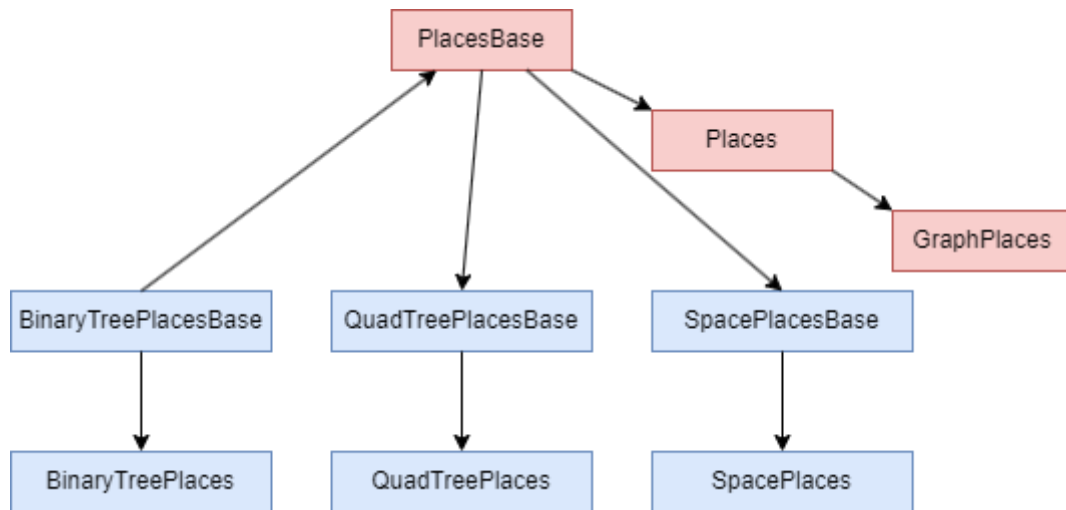 PlacesBase
Places
GraphPlaces
BinaryTreePlacesBase
QuadTreePlacesBase
SpacePlacesBase
BinaryTreePlaces
QuadTreePlaces
SpacePlaces